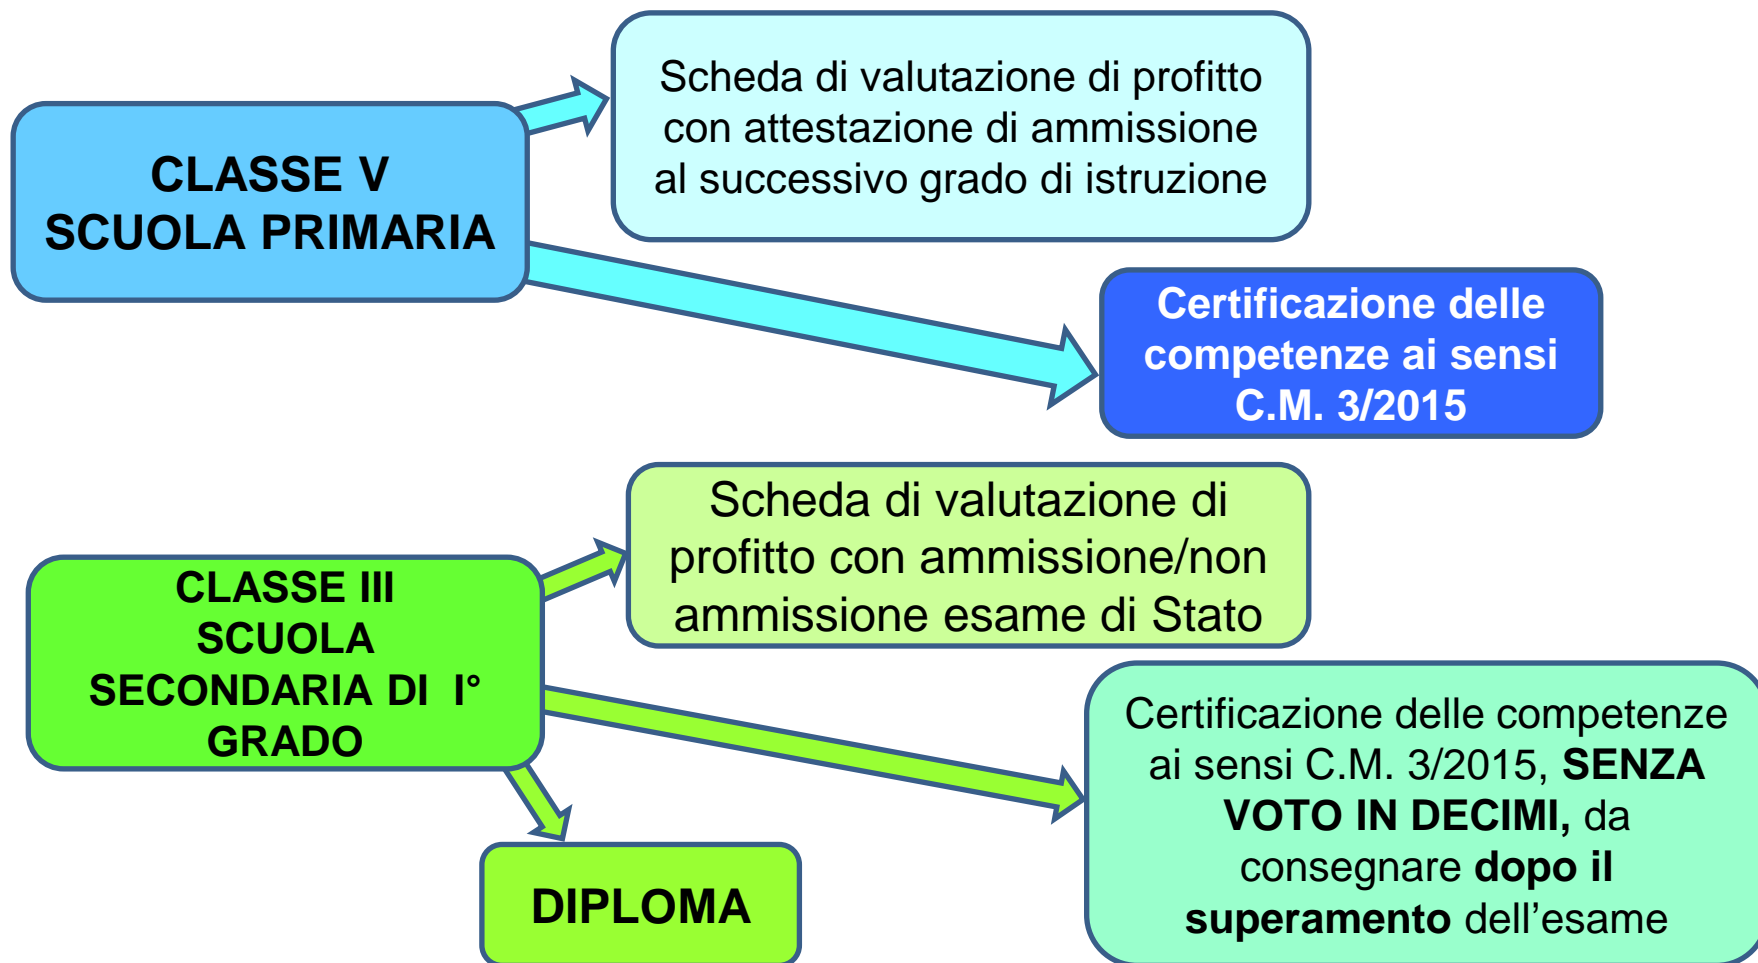 Scheda di valutazione di profitto
con attestazione di ammissione
al successivo grado di istruzione
CLASSE V
SCUOLA PRIMARIA
Certificazione delle
competenze ai sensi
C.M. 3/2015
Scheda di valutazione di
profitto con ammissione/non
ammissione esame di Stato
CLASSE III
SCUOLA
SECONDARIA DI I°
GRADO
Certificazione delle competenze
ai sensi C.M. 3/2015, SENZA
VOTO IN DECIMI, da
consegnare dopo il
superamento dell'esame
DIPLOMA